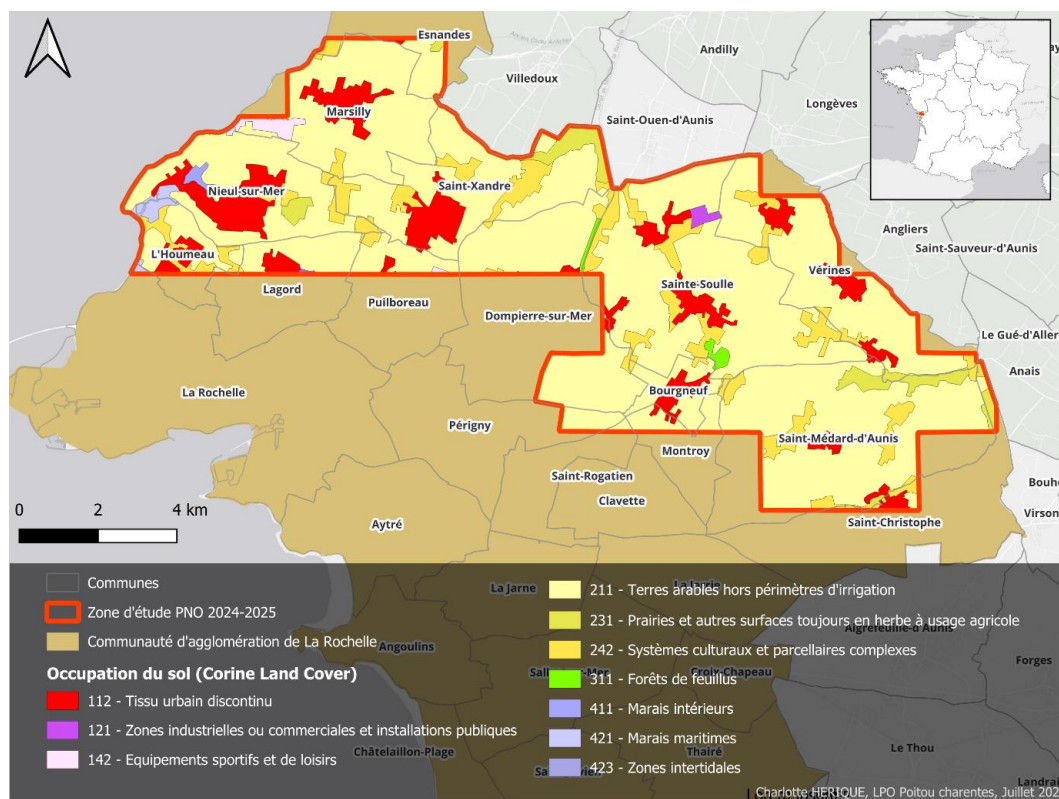 Esnandes
Andilly
Villedoux
Longèves
Marsilly
Saint-Ouen-d'Aunis
Saint-Xandre
Nieul-sur-Mer
Angliers
Saint-Sauveur-d'Aunis
L'Houmeau
Vérines
Sainte-Soulle
Lagord
Puilboreau
Dompierre-sur-Mer
Le Gué-d'Aller
Anais
La Rochelle
Bourgneuf
Périgny
Saint-Médard-d'Aunis
Montroy
Saint-Rogatien
Clavette
Bouh
Virson
0 2 4 km
Aytré
Saint-Christophe
Communes
Zone d'étude PNO 2024-2025
Communauté d'agglomération de La Rochelle
Occupation du sol (Corine Land Cover)
112 - Tissu urbain discontinu
121 - Zones industrielles ou commerciales et installations publiques
142 - Equipements sportifs et de loisirs
211 - Terres arables hors périmètres d'irrigation
231 - Prairies et autres surfaces toujours en herbe à usage agricole
242 - Systèmes culturaux et parcellaires complexes
311 - Forêts de feuillus
411 - Marais intérieurs
421 - Marais maritimes
423 - Zones intertidales
La Jarne
Angoulins
Croix-Chapeau
Forges
Châtelaillon-Plage
Thairé
Le Thou
Landrai
Charlotte HERIQUE, LPO Poitou charentes, Juillet 202